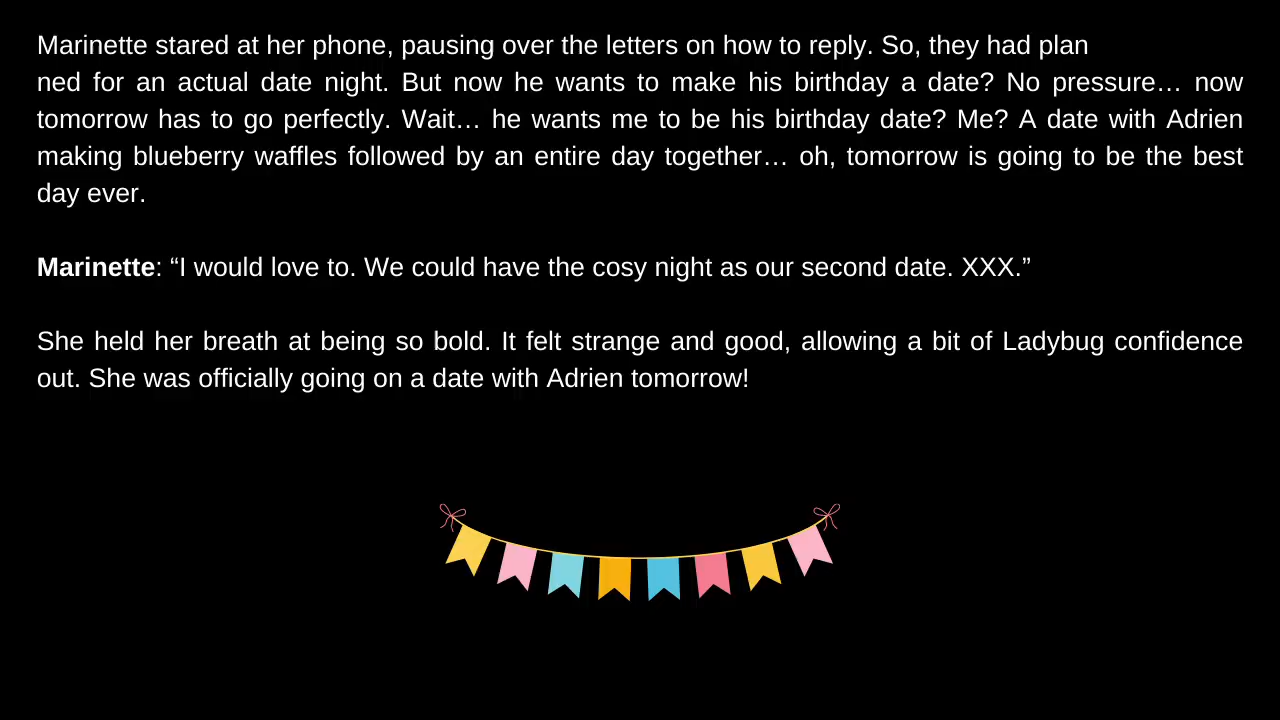 Marinette stared at her phone, pausing over the letters on how to reply. So, they had plan
ned for an actual date night. But now he wants to make his birthday a date? No pressure… now
tomorrow has to go perfectly. Wait… he wants me to be his birthday date? Me? A date with Adrien
making blueberry waffles followed by an entire day together… oh, tomorrow is going to be the best
day ever.
Marinette: “I would love to. We could have the cosy night as our second date. XXX.”
She held her breath at being so bold. It felt strange and good, allowing a bit of Ladybug confidence
out. She was officially going on a date with Adrien tomorrow!